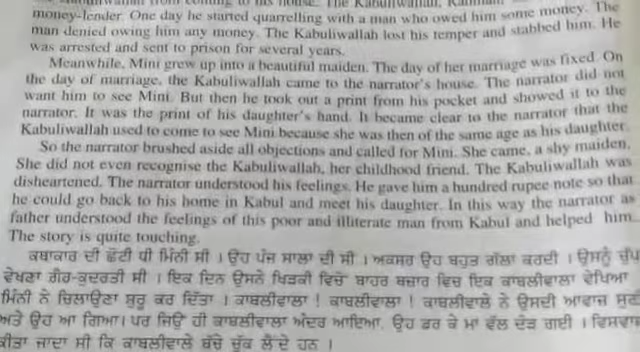 money-lender. One day he started quarrelling with a man who owed him some money. The
man denied owing him any money. The Kabuliwallah lost his temper and stabbed him. He
was arrested and sent to prison for several years.
Meanwhile, Mini grew up into a beautiful maiden. The day of her marriage was fixed. On
the day of marriage, the Kabuliwallah came to the narrator's house. The narrator did not
want him to see Mini. But then he took out a print from his pocket and showed it to the
narrator. It was the print of his daughter's hand. It became clear to the narrator that the
Kabuliwallah used to come to see Mini because she was then of the same age as his daughter.
So the narrator brushed aside all objections and called for Mini. She came, a shy maiden.
She did not even recognise the Kabuliwallah, her childhood friend. The Kabuliwallah was
disheartened. The narrator understood his feelings. He gave him a hundred rupee note so that
he could go back to his home in Kabul and meet his daughter. In this way the narrator as
father understood the feelings of this poor and illiterate man from Kabul and helped him.
The story is quite touching.
ਕਥਾਕਾਰ ਦੀ ਛੋਟੀ ਧੀ ਮਿੰਨੀ ਸੀ । ਉਹ ਪੰਜ ਸਾਲਾ ਦੀ ਸੀ । ਅਕਸਰ ਉਹ ਬਹੁਤ ਗੱਲਾ ਕਰਦੀ । ਉਸਨੂੰ ਚੁੱਪ
ਵੇਖਣਾ ਗੈਰ-ਕੁਦਰਤੀ ਸੀ । ਇਕ ਦਿਨ ਉਸਨੇ ਖਿੜਕੀ ਵਿਚੋਂ ਬਾਹਰ ਬਜ਼ਾਰ ਵਿਚ ਇਕ ਕਾਬਲੀਵਾਲਾ ਵੇਖਿਆ
ਮਿੰਨੀ ਨੇ ਚਿਲਾਉਣਾ ਸ਼ੁਰੂ ਕਰ ਦਿੱਤਾ । ਕਾਬਲੀਵਾਲਾ ! ਕਾਬਲੀਵਾਲਾ ! ਕਾਬਲੀਵਾਲੇ ਨੇ ਉਸਦੀ ਆਵਾਜ਼ ਸੁਣੀ
ਅਤੇ ਉਹ ਆ ਗਿਆ। ਪਰ ਜਿਉਂ ਹੀ ਕਾਬਲੀਵਾਲਾ ਅੰਦਰ ਆਇਆ, ਉਹ ਡਰ ਕੇ ਮਾਂ ਵੱਲ ਦੌੜ ਗਈ । ਵਿਸਵਾਸ
ਕੀਤਾ ਜਾਂਦਾ ਸੀ ਕਿ ਕਾਬਲੀਵਾਲੇ ਬੱਚੇ ਚੁੱਕ ਲੈਂਦੇ ਹਨ ।